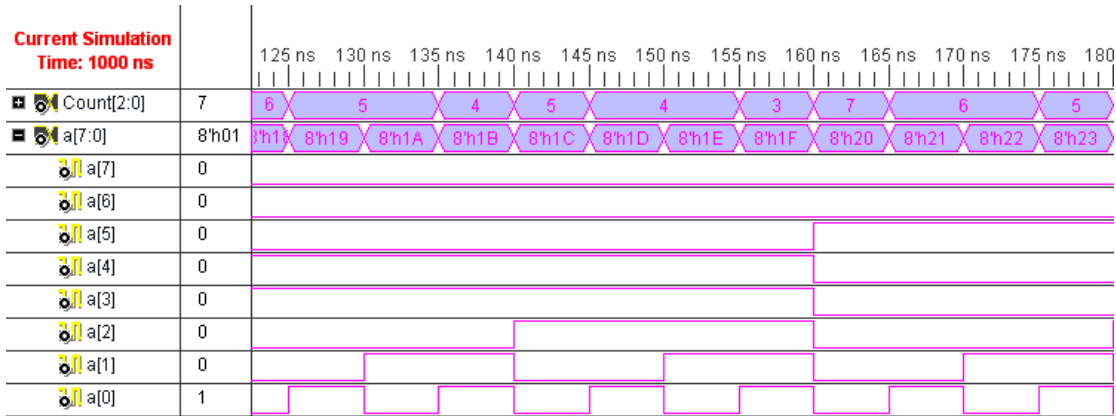 Current Simulation
Time: 1000 ns
125 ns 130 ns 135 ns 140 ns 145 ns 150 ns 155 ns 160 ns 165 ns 170 ns 175 ns 180
Count[2:0] 7 6 5 4 5 4 3 7 6 5
a[7:0] 8'h01 8'h18 8'h19 8'h1A 8'h1B 8'h1C 8'h1D 8'h1E 8'h1F 8'h20 8'h21 8'h22 8'h23
a[7] 0
a[6] 0
a[5] 0
a[4] 0
a[3] 0
a[2] 0
a[1] 0
a[0] 1